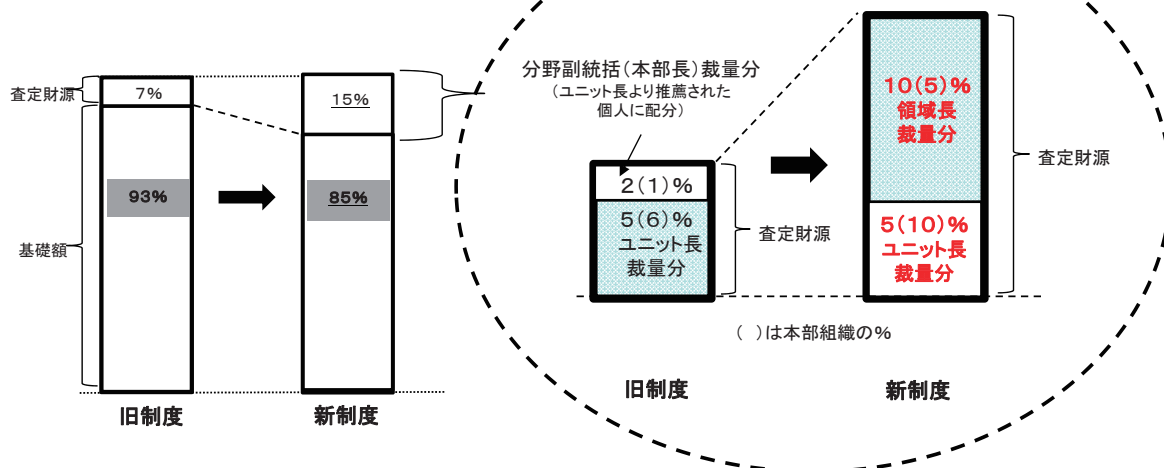 査定財源
7%
15%
93%
85%
基礎額
旧制度
新制度
分野副統括(本部長)裁量分
(ユニット長より推薦された
個人に配分)
2(1)%
5(6)%
ユニット長
裁量分
査定財源
10(5)%
領域長
裁量分
5(10)%
ユニット長
裁量分
査定財源
( )は本部組織の%
旧制度
新制度